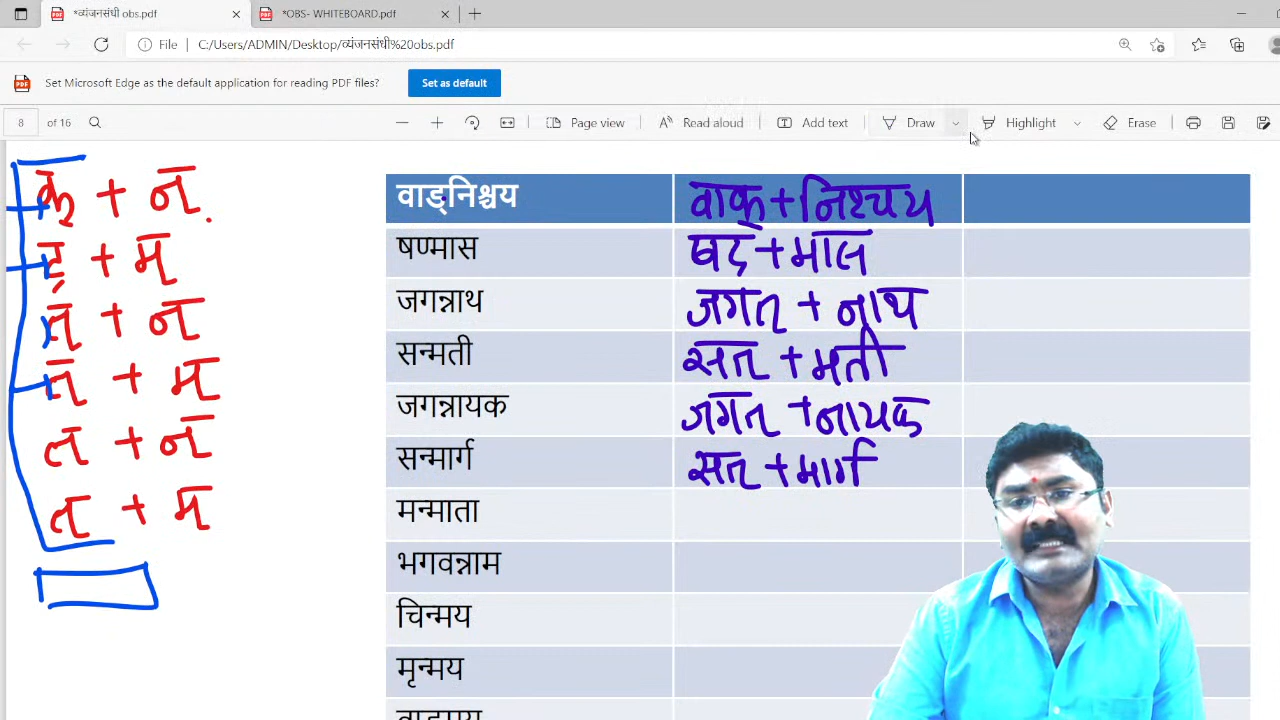 *व्यंजनसंधी obs.pdf
*OBS- WHITEBOARD.pdf
File C:/Users/ADMIN/Desktop/व्यंजनसंधी%20obs.pdf
Set Microsoft Edge as the default application for reading PDF files? Set as default
8 of 16 Page view Read aloud Add text Draw Highlight Erase
क् + न
ट् + म
त् + न
त् + म
त + न
त + म
वाङ्निश्चय वाक् + निश्चय
षण्मास षट् + मास
जगन्नाथ जगत् + नाथ
सन्मती सत् + मती
जगन्नायक जगत् + नायक
सन्मार्ग सत् + मार्ग
मन्माता
भगवन्नाम
चिन्मय
मृन्मय